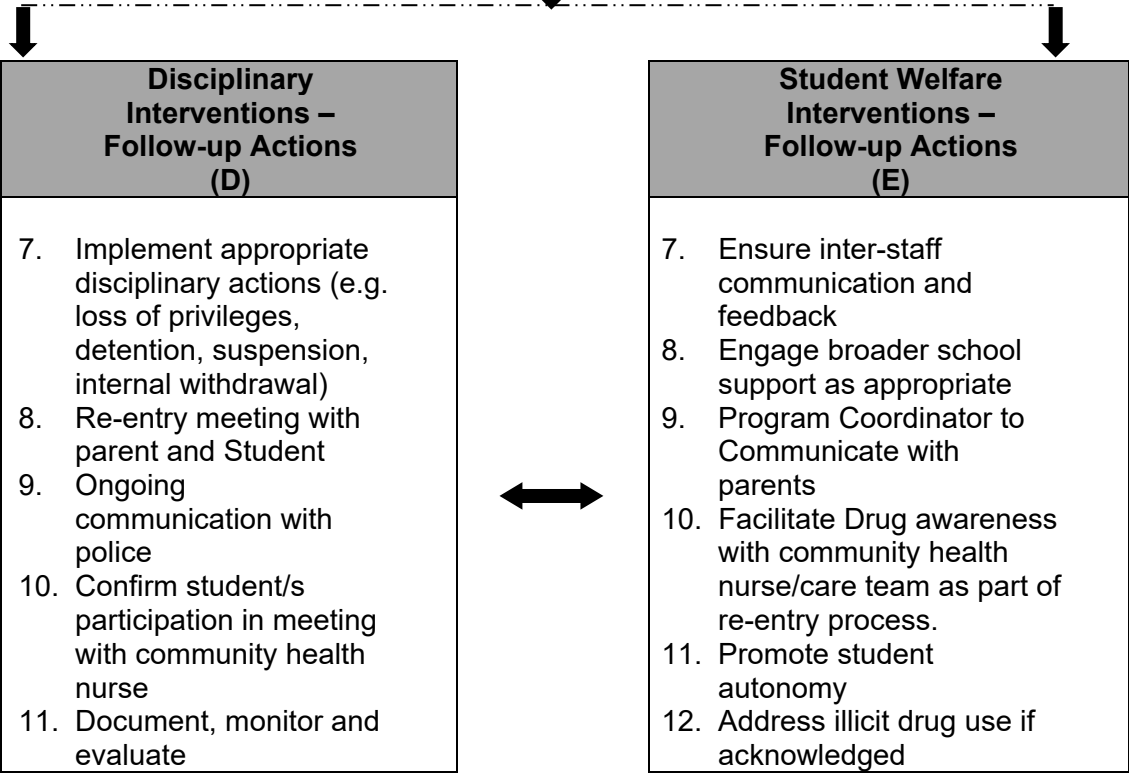 Disciplinary
Interventions –
Follow-up Actions
(D)
7. Implement appropriate
disciplinary actions (e.g.
loss of privileges,
detention, suspension,
internal withdrawal)
8. Re-entry meeting with
parent and Student
9. Ongoing
communication with
police
10. Confirm student/s
participation in meeting
with community health
nurse
11. Document, monitor and
evaluate
Student Welfare
Interventions –
Follow-up Actions
(E)
7. Ensure inter-staff
communication and
feedback
8. Engage broader school
support as appropriate
9. Program Coordinator to
Communicate with
parents
10. Facilitate Drug awareness
with community health
nurse/care team as part of
re-entry process.
11. Promote student
autonomy
12. Address illicit drug use if
acknowledged